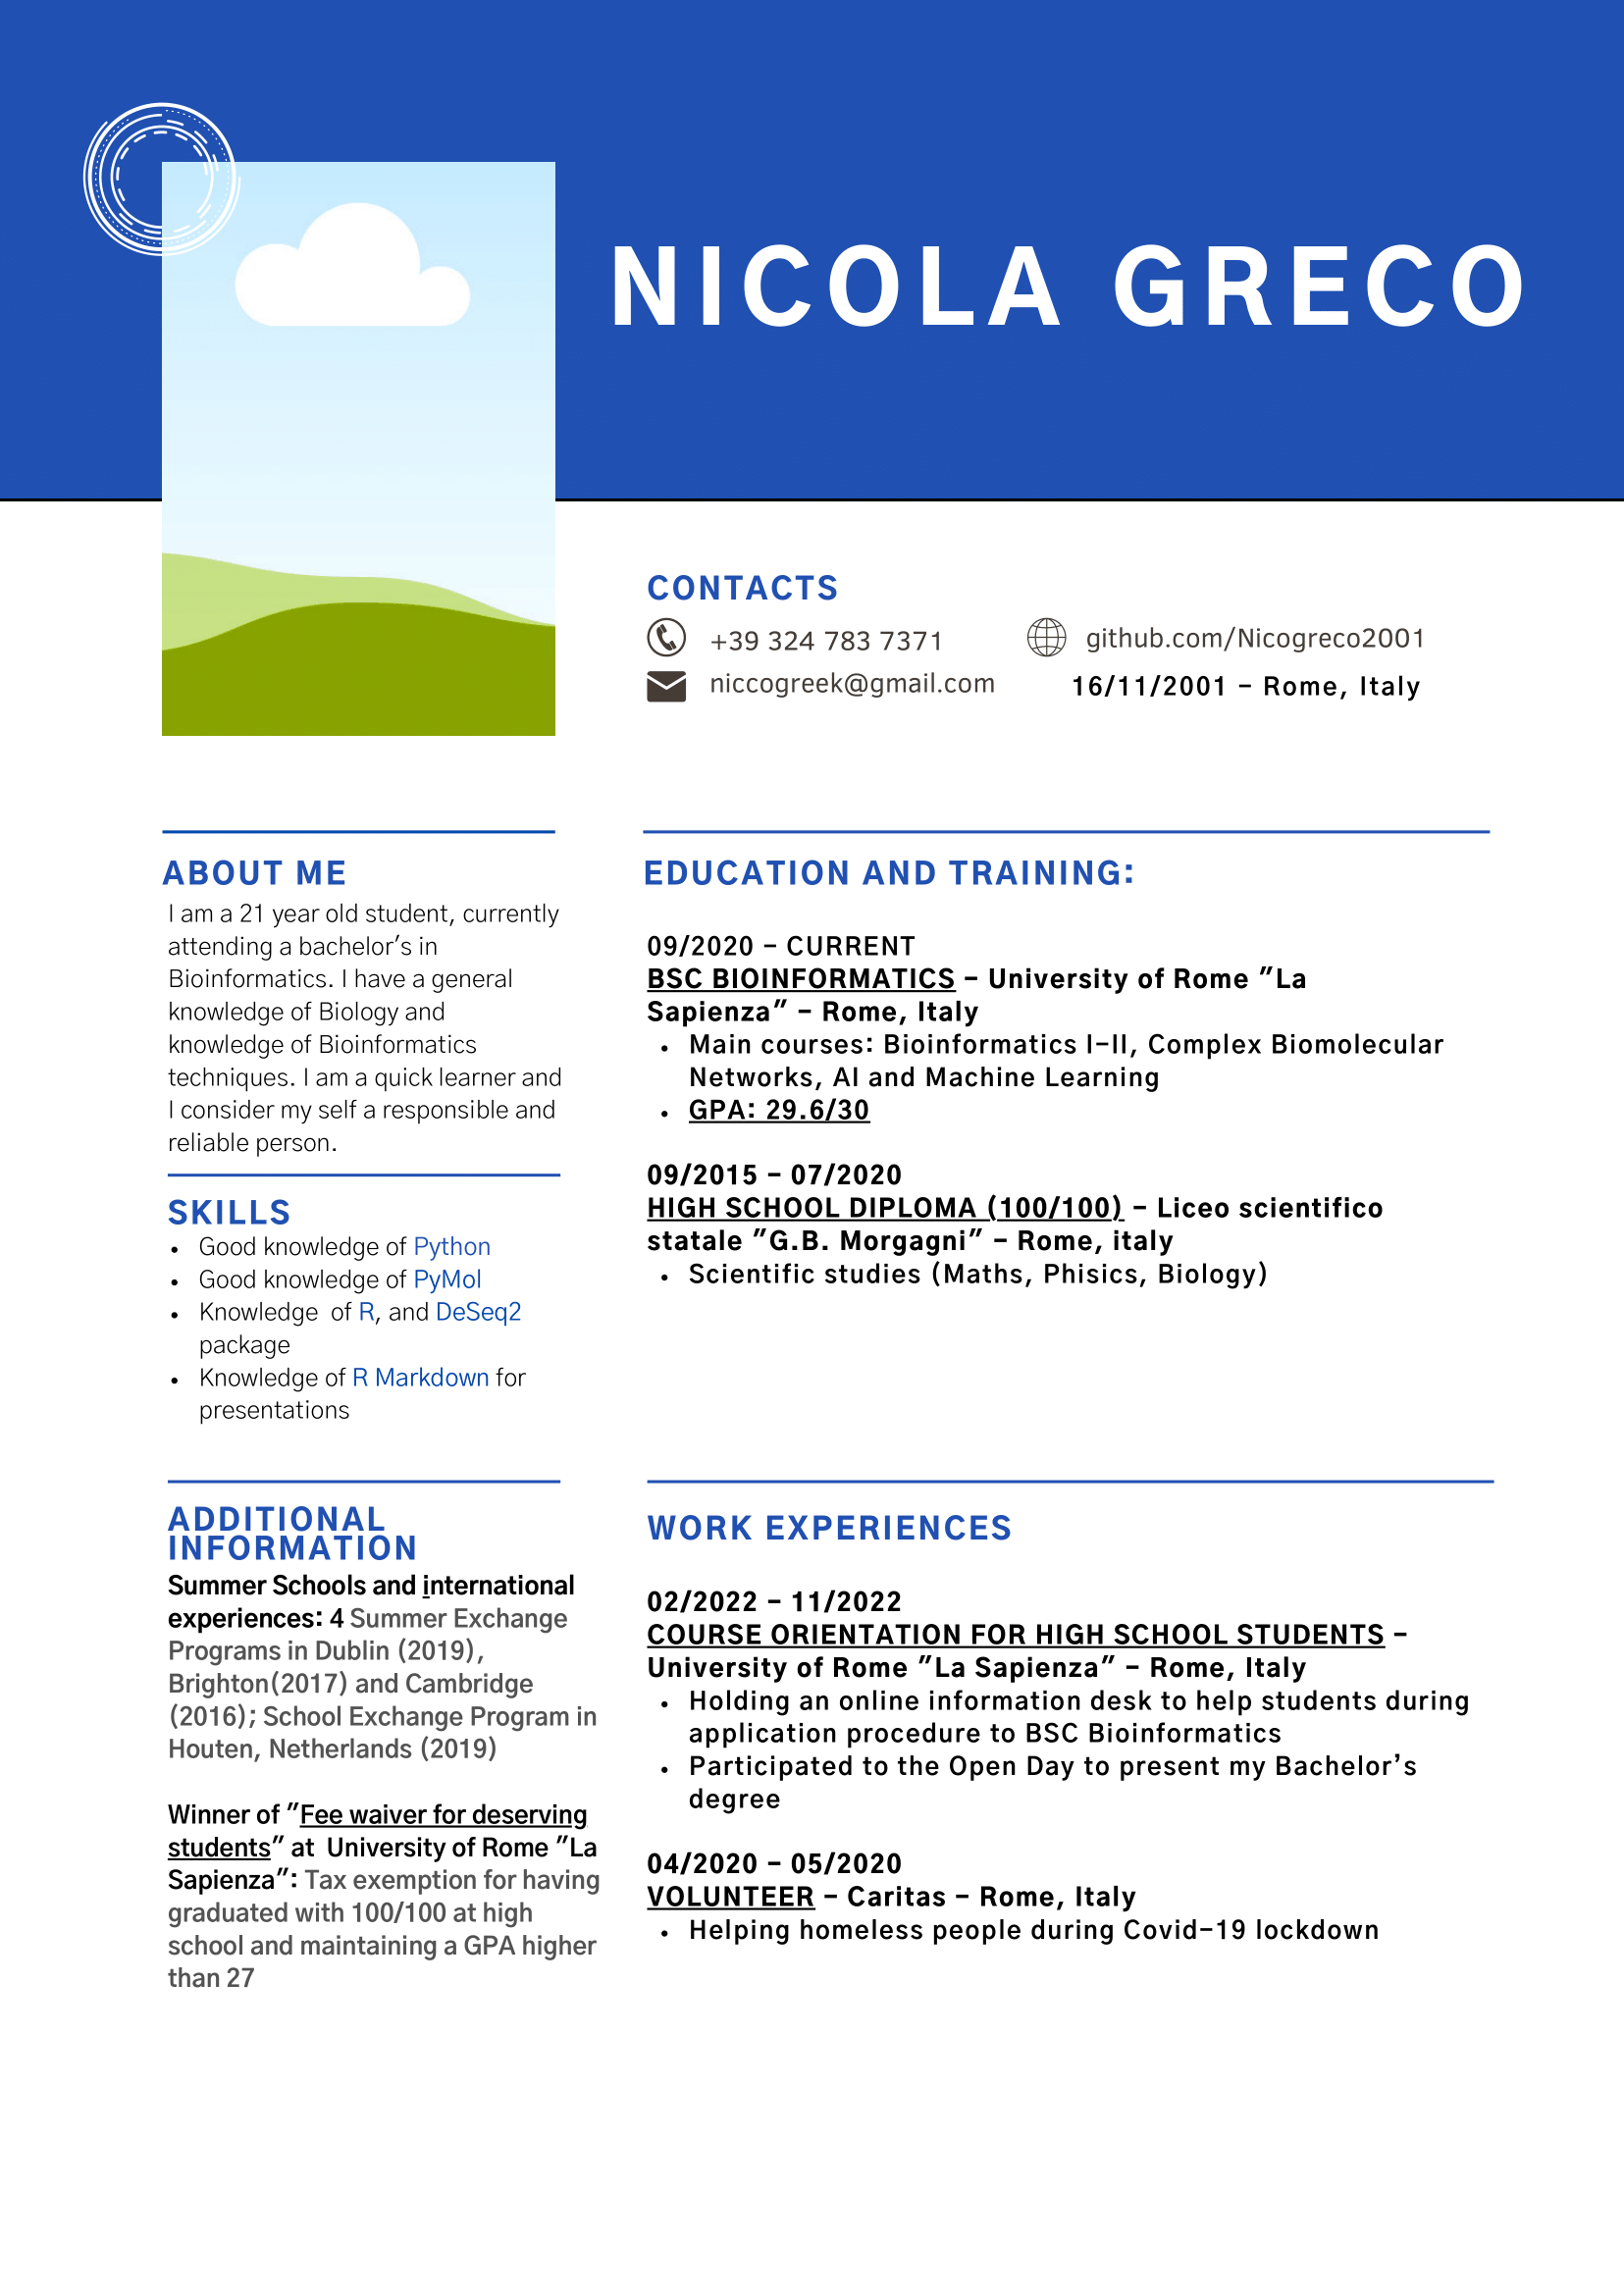 NICOLA GRECO
CONTACTS
+39 324 783 7371
niccogreek@gmail.com
github.com/Nicogreco2001
16/11/2001 - Rome, Italy
ABOUT ME
I am a 21 year old student, currently
attending a bachelor's in
Bioinformatics. I have a general
knowledge of Biology and
knowledge of Bioinformatics
techniques. I am a quick learner and
I consider my self a responsible and
reliable person.
SKILLS
• Good knowledge of Python
• Good knowledge of PyMol
• Knowledge of R, and DeSeq2
package
• Knowledge of R Markdown for
presentations
ADDITIONAL
INFORMATION
Summer Schools and international
experiences: 4 Summer Exchange
Programs in Dublin (2019),
Brighton(2017) and Cambridge
(2016); School Exchange Program in
Houten, Netherlands (2019)
Winner of "Fee waiver for deserving
students" at University of Rome "La
Sapienza": Tax exemption for having
graduated with 100/100 at high
school and maintaining a GPA higher
than 27
EDUCATION AND TRAINING:
09/2020 - CURRENT
BSC BIOINFORMATICS - University of Rome "La
Sapienza" - Rome, Italy
• Main courses: Bioinformatics I-II, Complex Biomolecular
Networks, AI and Machine Learning
• GPA: 29.6/30
09/2015 - 07/2020
HIGH SCHOOL DIPLOMA (100/100) - Liceo scientifico
statale "G.B. Morgagni" - Rome, italy
• Scientific studies (Maths, Phisics, Biology)
WORK EXPERIENCES
02/2022 - 11/2022
COURSE ORIENTATION FOR HIGH SCHOOL STUDENTS -
University of Rome "La Sapienza" - Rome, Italy
• Holding an online information desk to help students during
application procedure to BSC Bioinformatics
• Participated to the Open Day to present my Bachelor's
degree
04/2020 - 05/2020
VOLUNTEER - Caritas - Rome, Italy
• Helping homeless people during Covid-19 lockdown